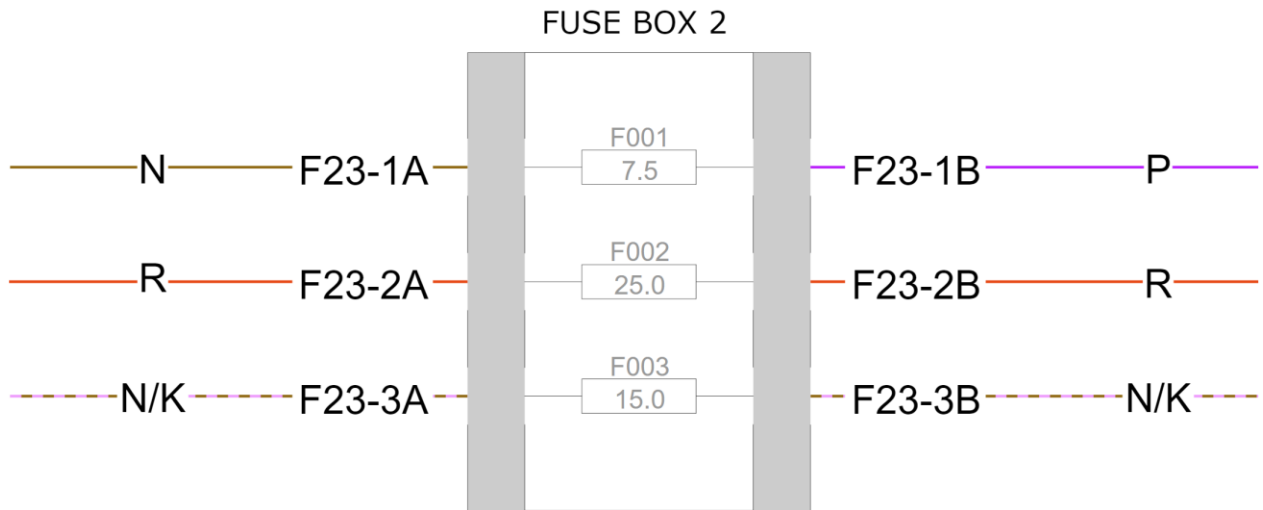 FUSE BOX 2
F001
N F23-1A 7.5 F23-1B P
F002
R F23-2A 25.0 F23-2B R
F003
N/K F23-3A 15.0 F23-3B N/K